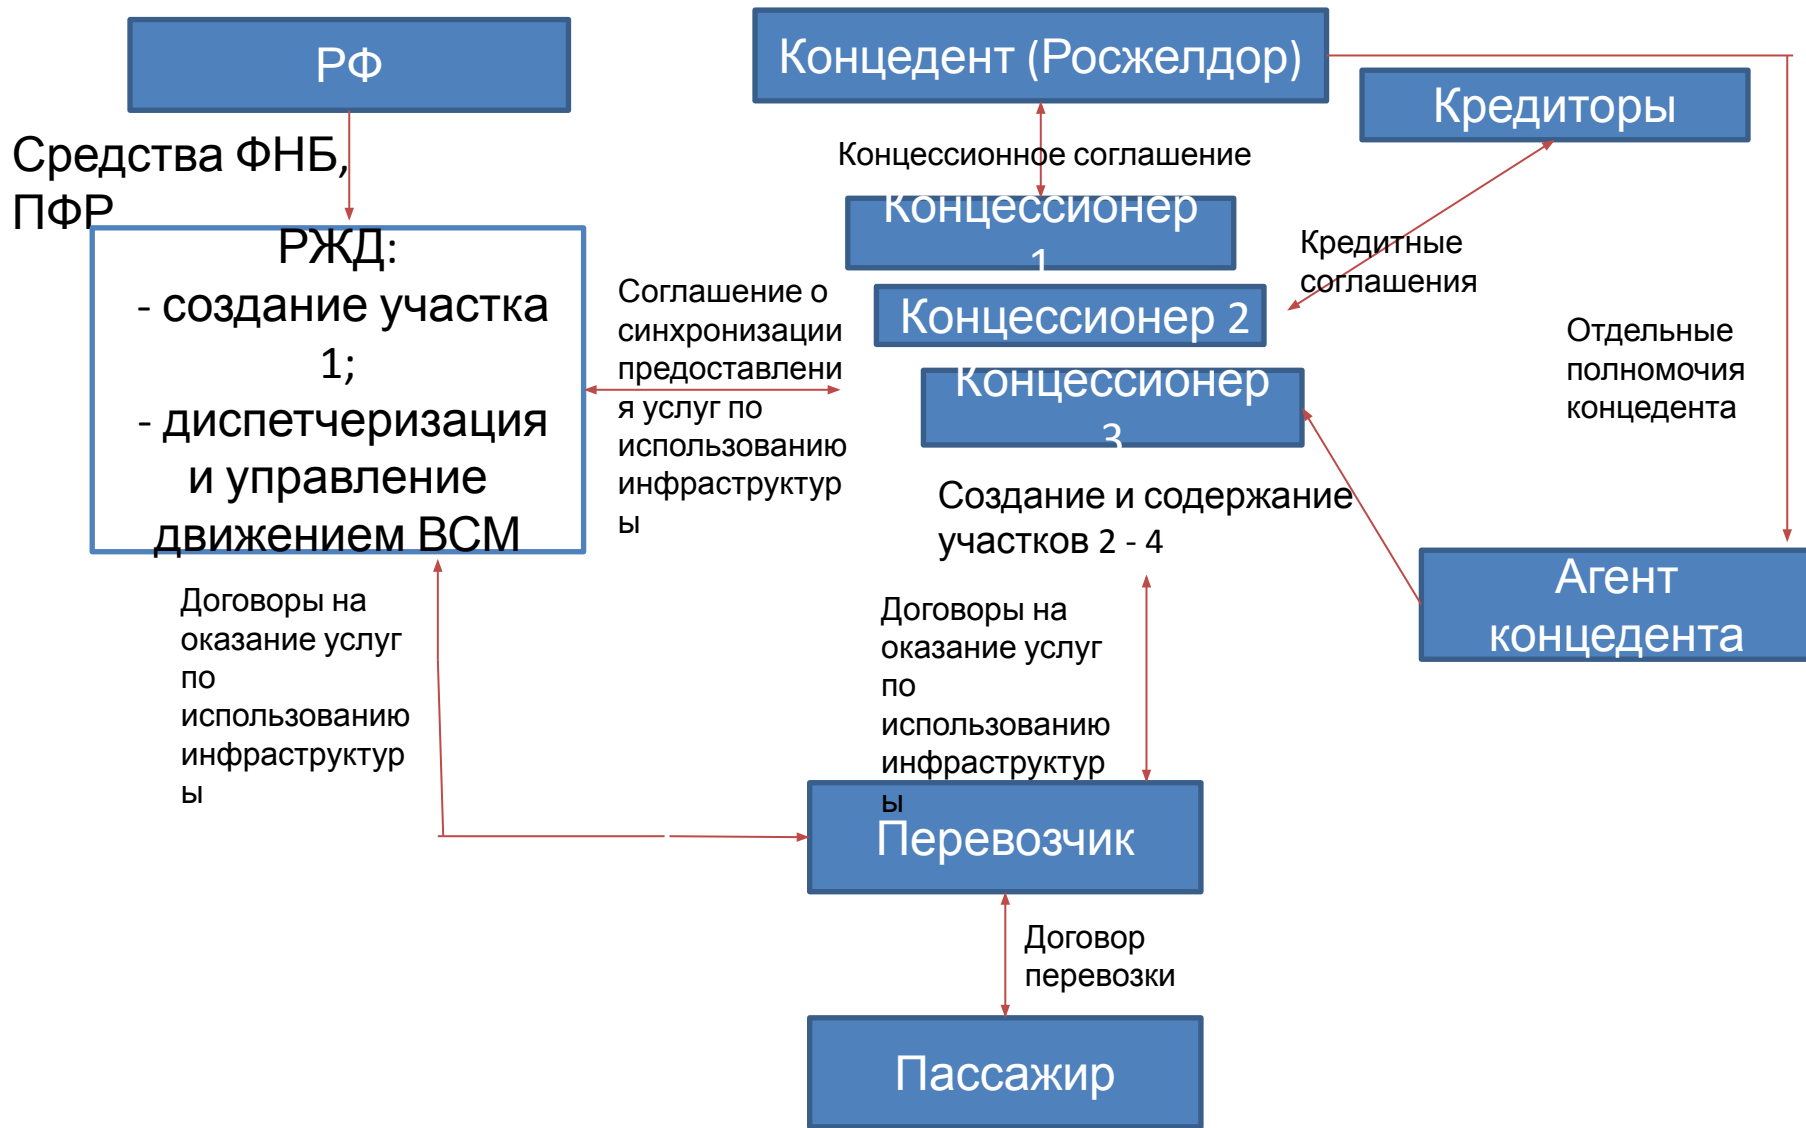 РФ
Средства ФНБ,
ПФР
РЖД:
- создание участка
1;
- диспетчеризация
и управление
движением ВСМ
Концедент (Росжелдор)
Кредиторы
Концессионное соглашение
Концессионер
1
Концессионер 2
Концессионер
3
Кредитные
соглашения
Соглашение о
синхронизации
предоставлени
я услуг по
использованию
инфраструктур
ы
Отдельные
полномочия
концедента
Создание и содержание
участков 2 - 4
Агент
концедента
Договоры на
оказание услуг
по
использованию
инфраструктур
ы
Договоры на
оказание услуг
по
использованию
инфраструктур
ы
Перевозчик
Договор
перевозки
Пассажир